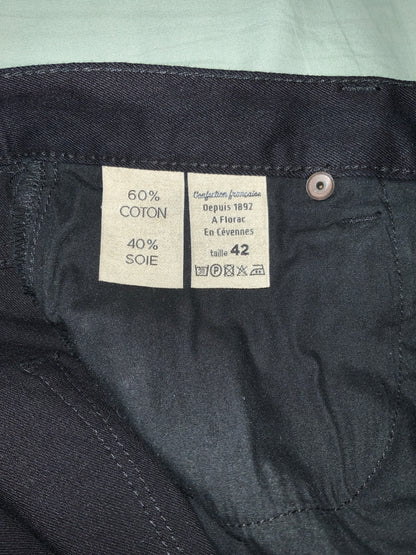 60%
COTON
40%
SOIE
Confection française
Depuis 1892
A Florac
En Cévennes
taille 42